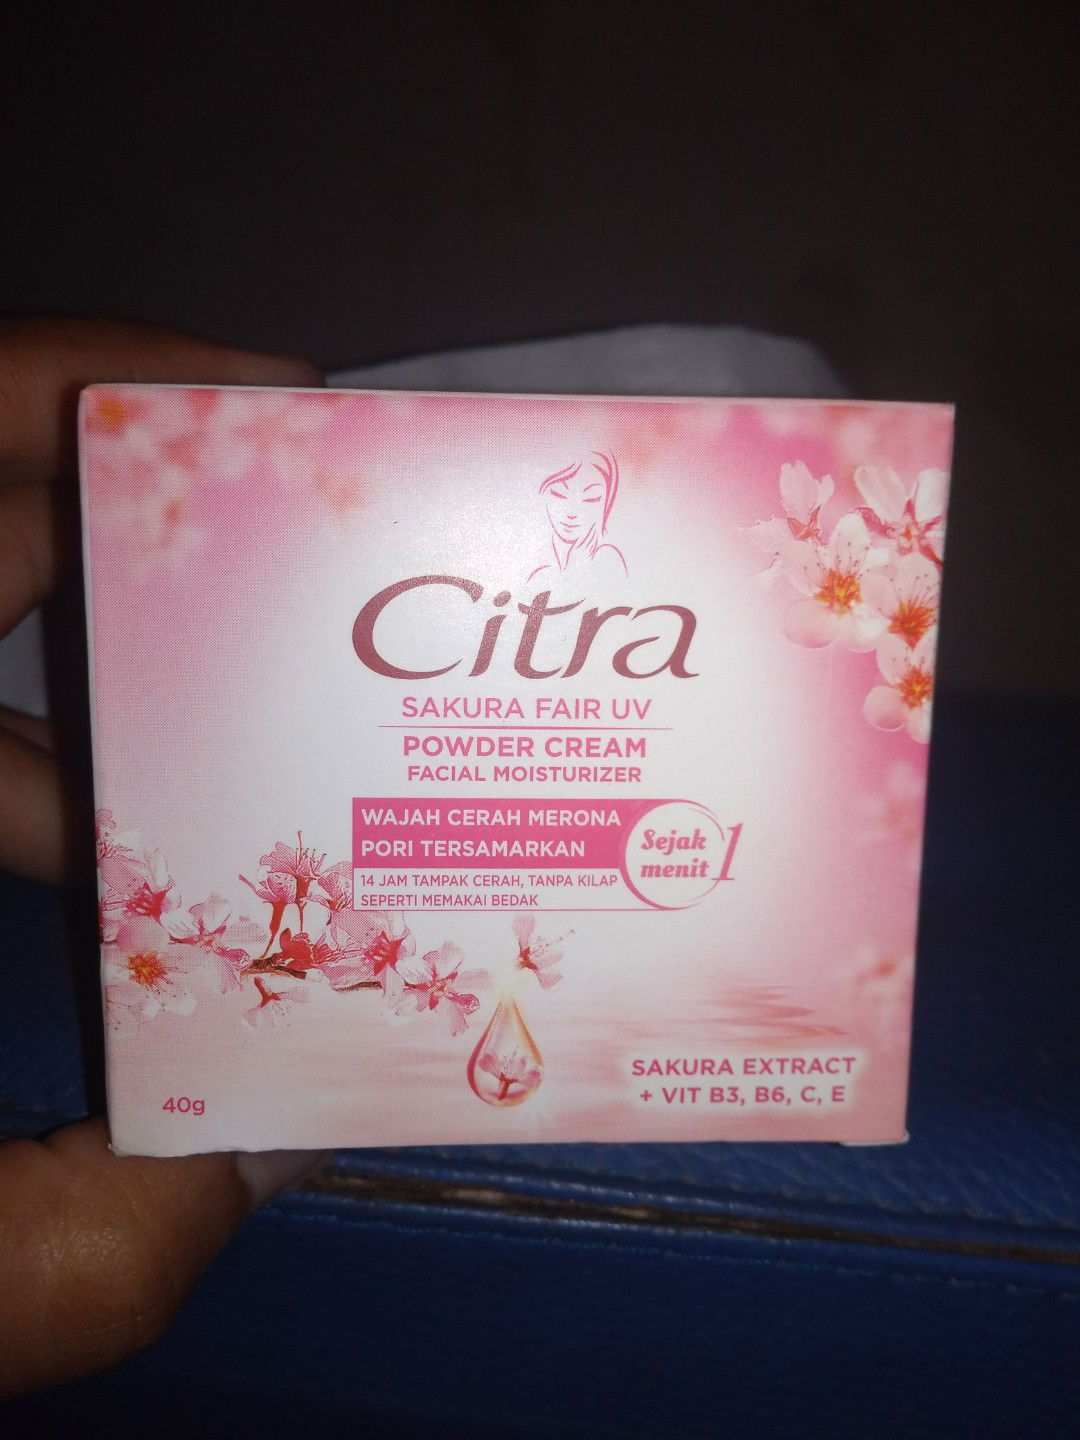 Citra
SAKURA FAIR UV
POWDER CREAM
FACIAL MOISTURIZER
WAJAH CERAH MERONA
PORI TERSAMARKAN
Sejak
menit 1
14 JAM TAMPAK CERAH, TANPA KILAP
SEPERTI MEMAKAI BEDAK
SAKURA EXTRACT
+ VIT B3, B6, C, E
40g